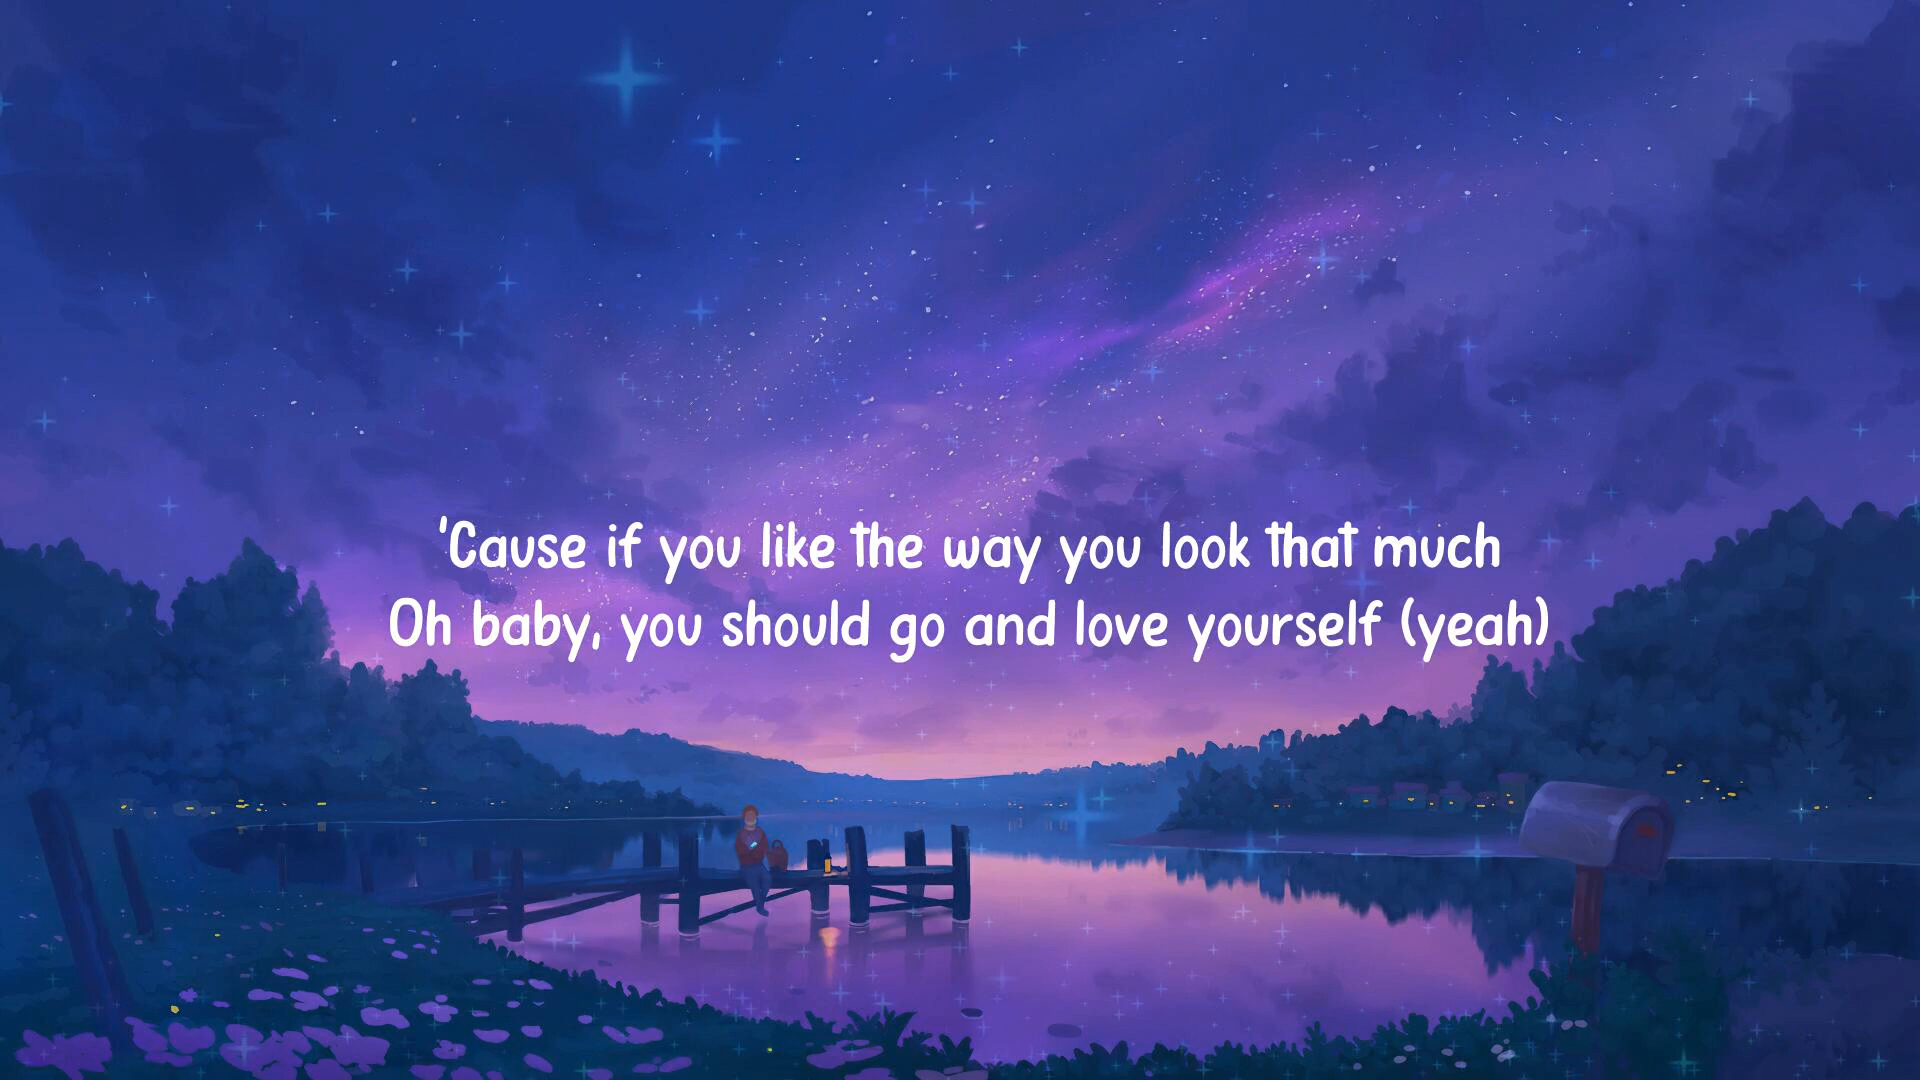 'Cause if you like the way you look that much
Oh baby, you should go and love yourself (yeah)